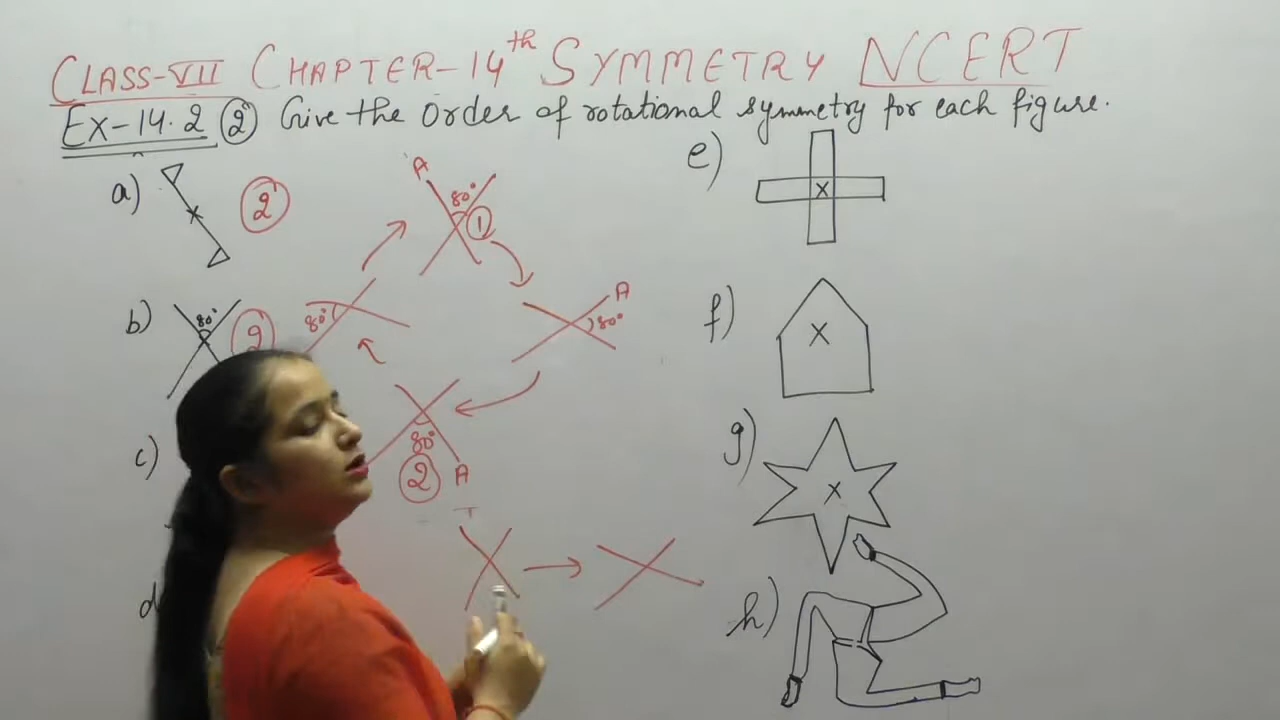 CLASS-VII CHAPTER-14th SYMMETRY NCERT
EX-14.2 (2) Give the order of rotational symmetry for each figure.
a) x 2
A 80° 1
e) x
b) 80° 2
80°
A 80°
f) x
c)
80° 2 A
g) x
d
h)